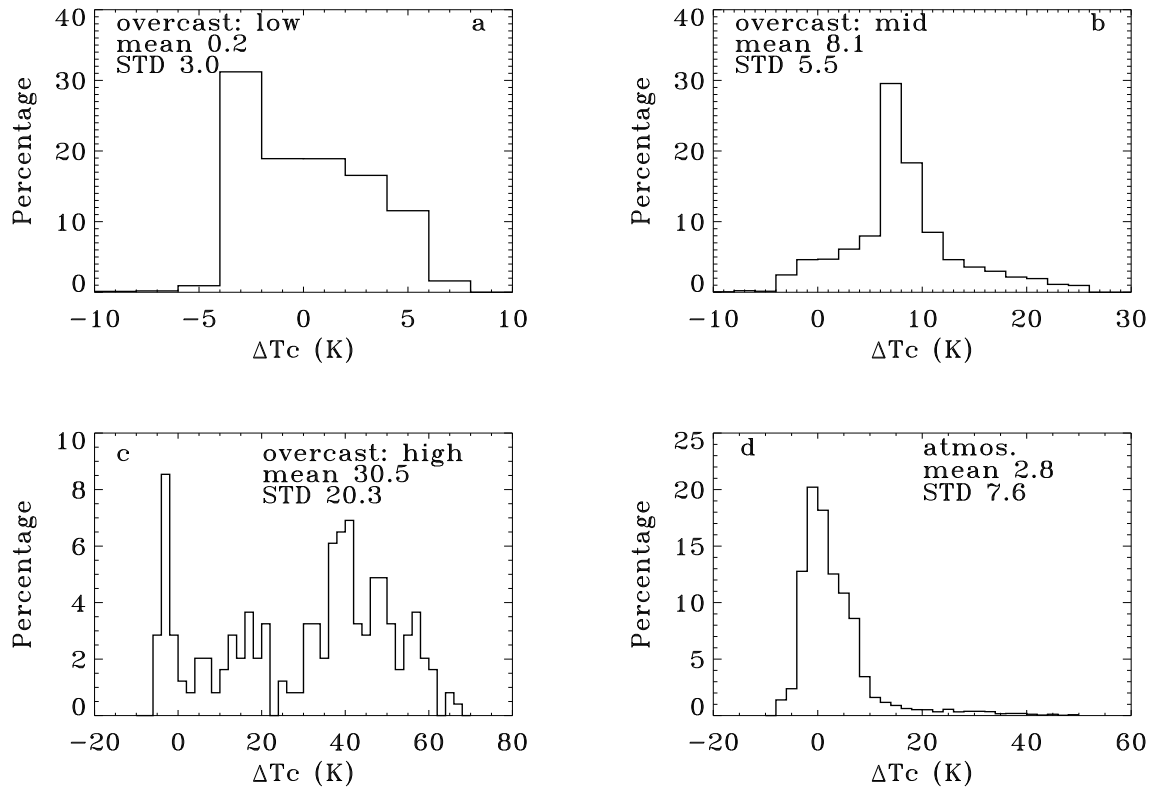 40
30
20
10
0
Percentage
overcast: low
mean 0.2
STD 3.0
a
−10 −5 0 5 10
ΔTc (K)
40
30
20
10
0
Percentage
overcast: mid
mean 8.1
STD 5.5
b
−10 0 10 20 30
ΔTc (K)
10
8
6
4
2
0
Percentage
c
overcast: high
mean 30.5
STD 20.3
−20 0 20 40 60 80
ΔTc (K)
25
20
15
10
5
0
Percentage
d
atmos.
mean 2.8
STD 7.6
−20 0 20 40 60
ΔTc (K)